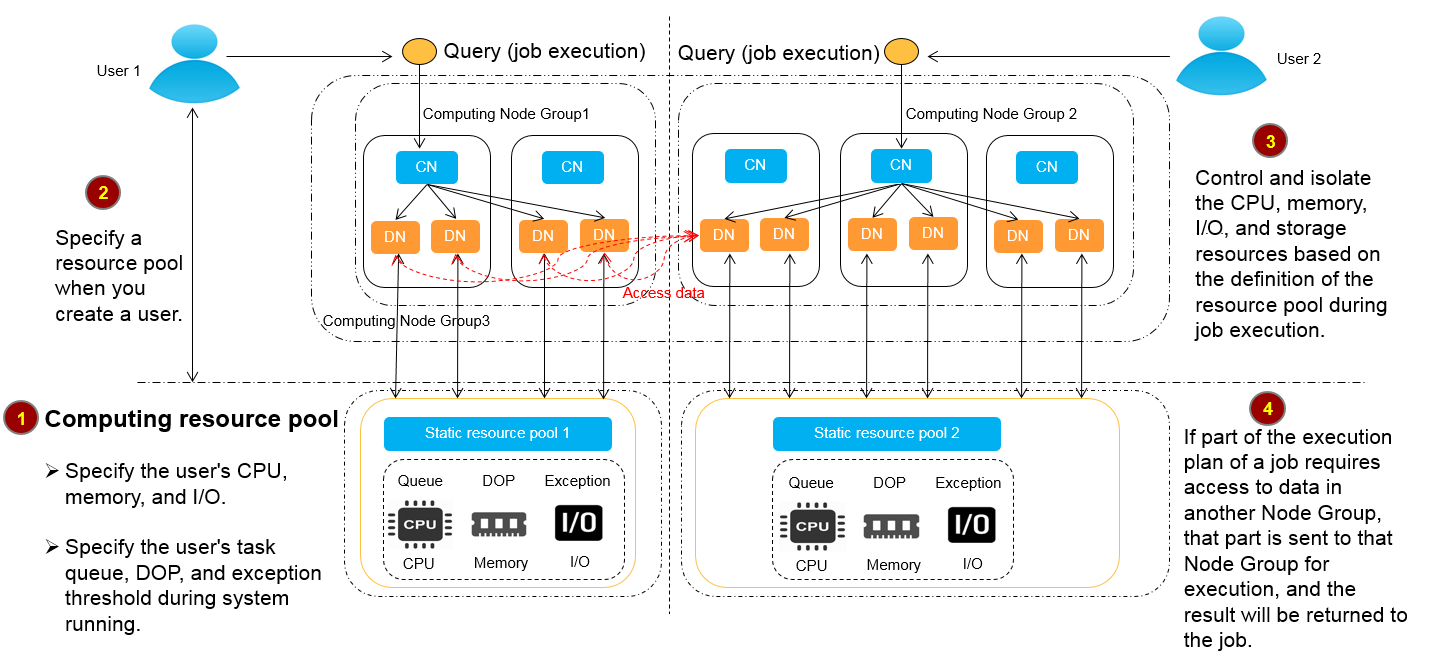 User 1
Query (job execution)
Query (job execution)
User 2
Computing Node Group1
Computing Node Group 2
CN
CN
CN
CN
CN
DN
DN
DN
DN
DN
DN
DN
DN
DN
DN
Access data
Computing Node Group3
2
Specify a
resource pool
when you
create a user.
3
Control and isolate
the CPU, memory,
I/O, and storage
resources based on
the definition of the
resource pool during
job execution.
1
Computing resource pool
Specify the user's CPU,
memory, and I/O.
Specify the user's task
queue, DOP, and exception
threshold during system
running.
Static resource pool 1
Queue
DOP
Exception
CPU
I/O
CPU
Memory
I/O
Static resource pool 2
Queue
DOP
Exception
CPU
I/O
CPU
Memory
I/O
4
If part of the execution
plan of a job requires
access to data in
another Node Group,
that part is sent to that
Node Group for
execution, and the
result will be returned to
the job.